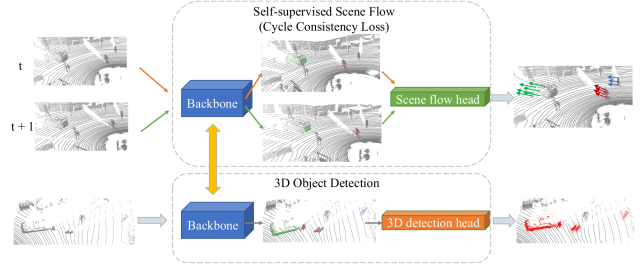 Self-supervised Scene Flow
(Cycle Consistency Loss)
t
t + 1
Backbone
Scene flow head
3D Object Detection
Backbone
3D detection head